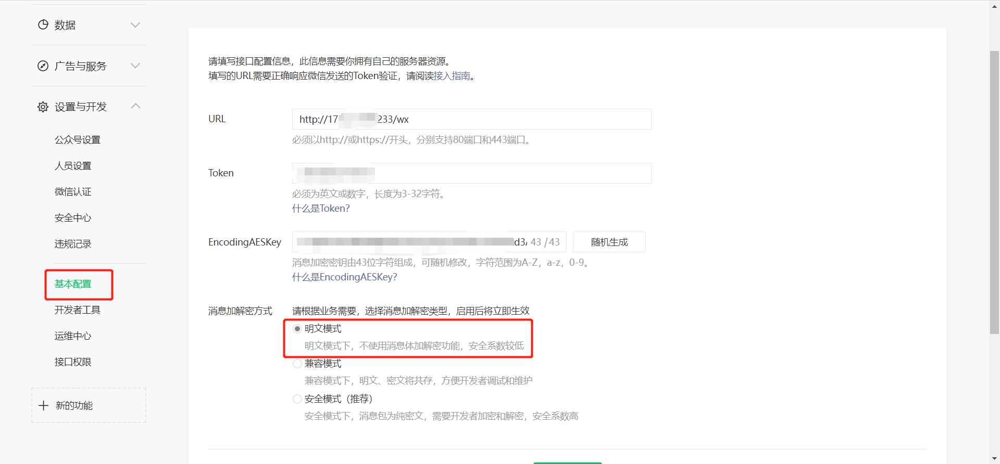 数据
广告与服务
设置与开发
公众号设置
人员设置
微信认证
安全中心
违规记录
基本配置
开发者工具
运维中心
接口权限
新的功能
请填写接口配置信息，此信息需要你拥有自己的服务器资源。
填写的URL需要正确响应微信发送的Token验证，请阅读接入指南。
URL
http://17 233/wx
必须以http://或https://开头，分别支持80端口和443端口。
Token
必须为英文或数字，长度为3-32字符。
什么是Token?
EncodingAESKey
d3/ 43 /43
随机生成
消息加密密钥由43位字符组成，可随机修改，字符范围为A-Z，a-z，0-9。
什么是EncodingAESKey?
消息加解密方式
请根据业务需要，选择消息加解密类型，启用后将立即生效
明文模式
明文模式下，不使用消息体加解密功能，安全系数较低
兼容模式
兼容模式下，明文、密文将共存，方便开发者调试和维护
安全模式（推荐）
安全模式下，消息包为纯密文，需要开发者加密和解密，安全系数高